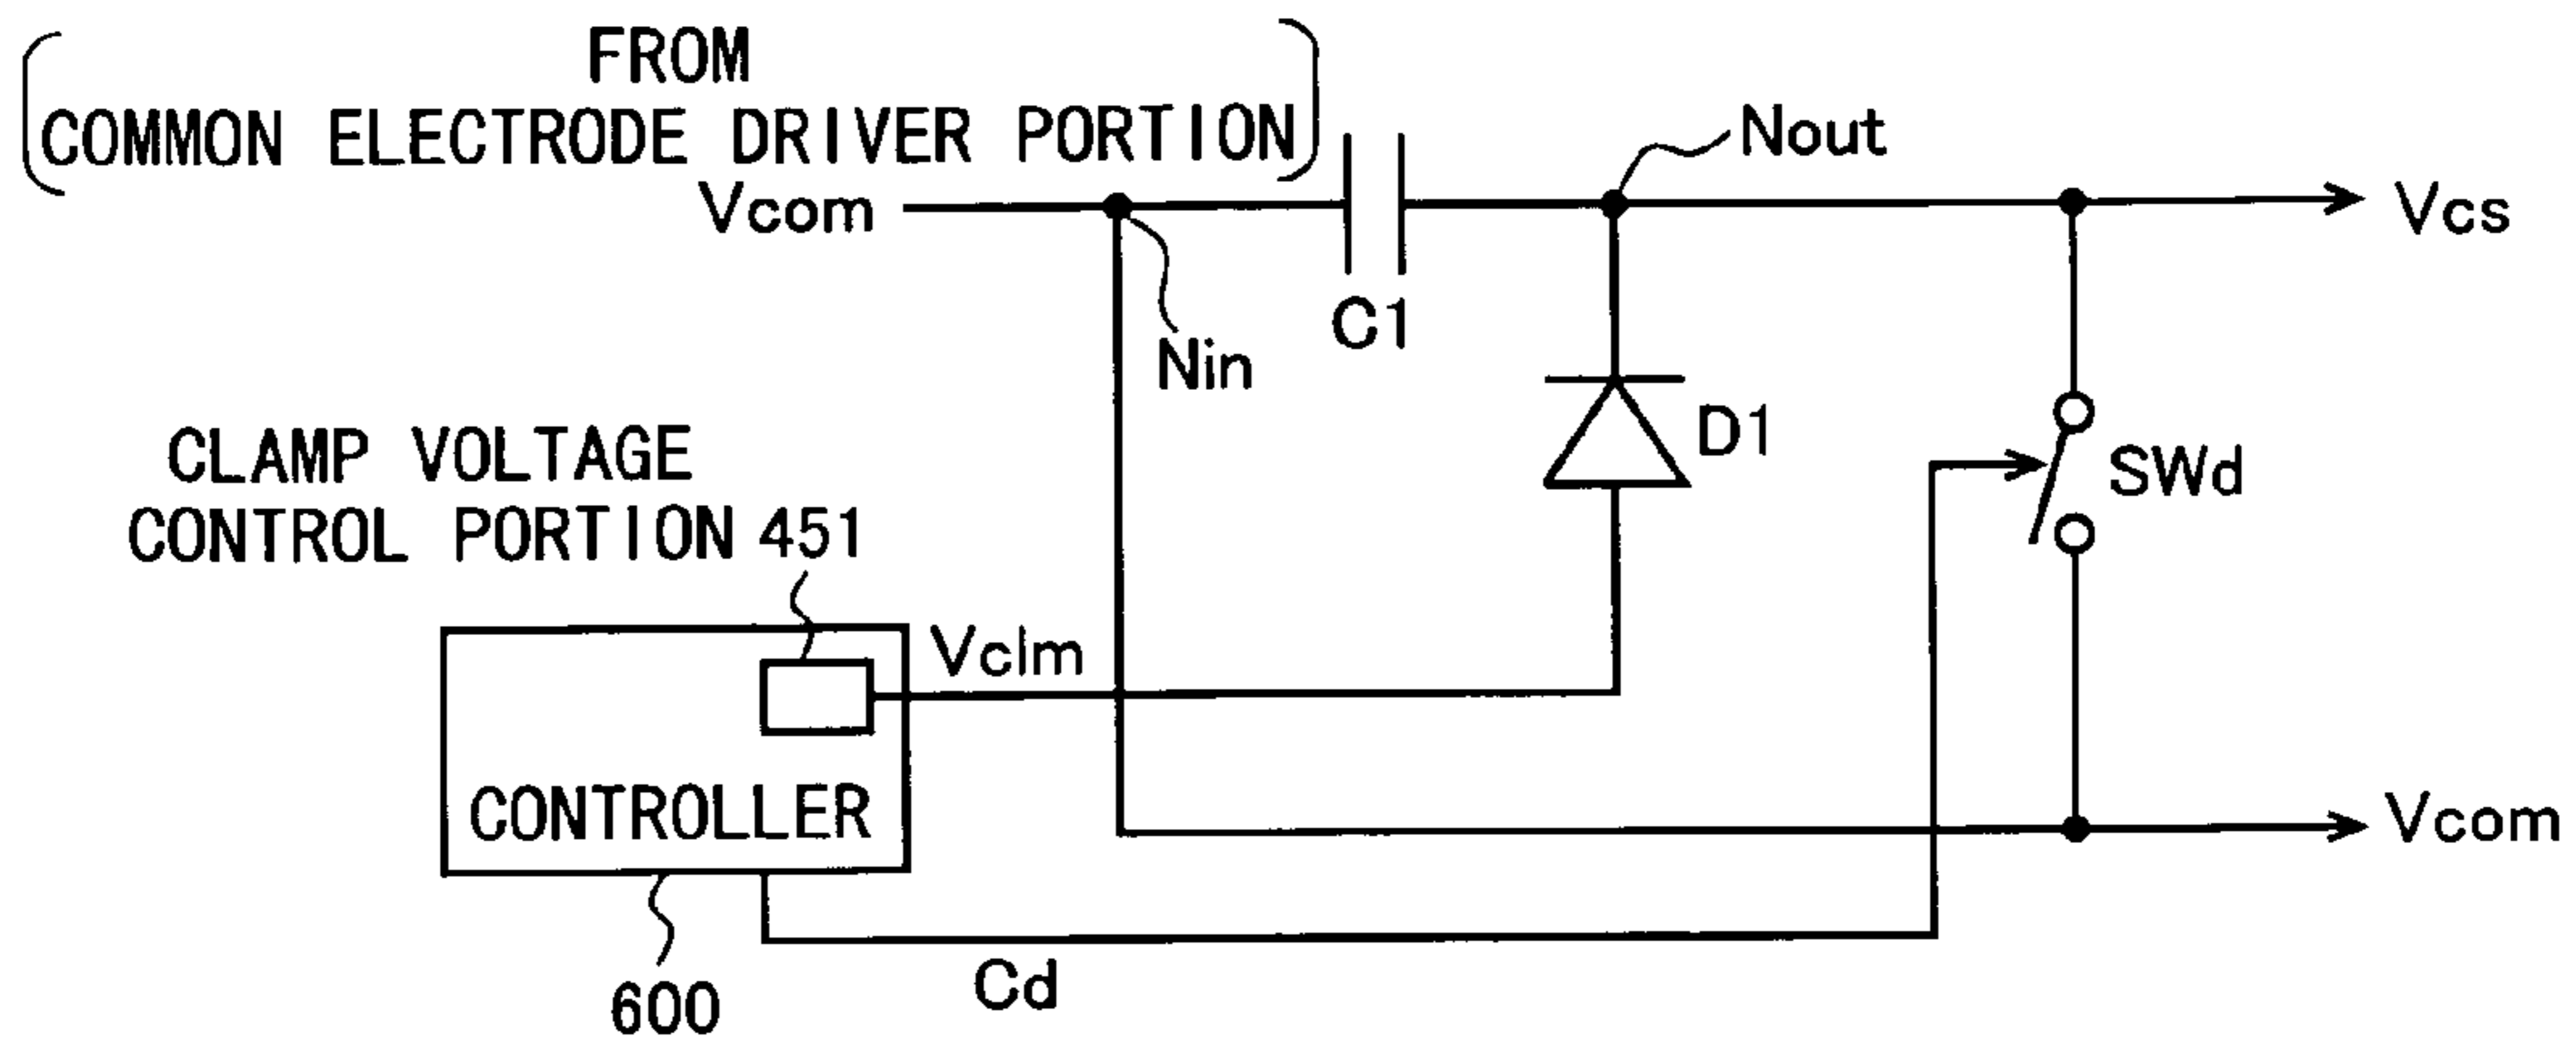 FROM
COMMON ELECTRODE DRIVER PORTION
Vcom
Nout
Vcs
C1
Nin
D1
SWd
CLAMP VOLTAGE
CONTROL PORTION 451
Vclm
CONTROLLER
Vcom
Cd
600